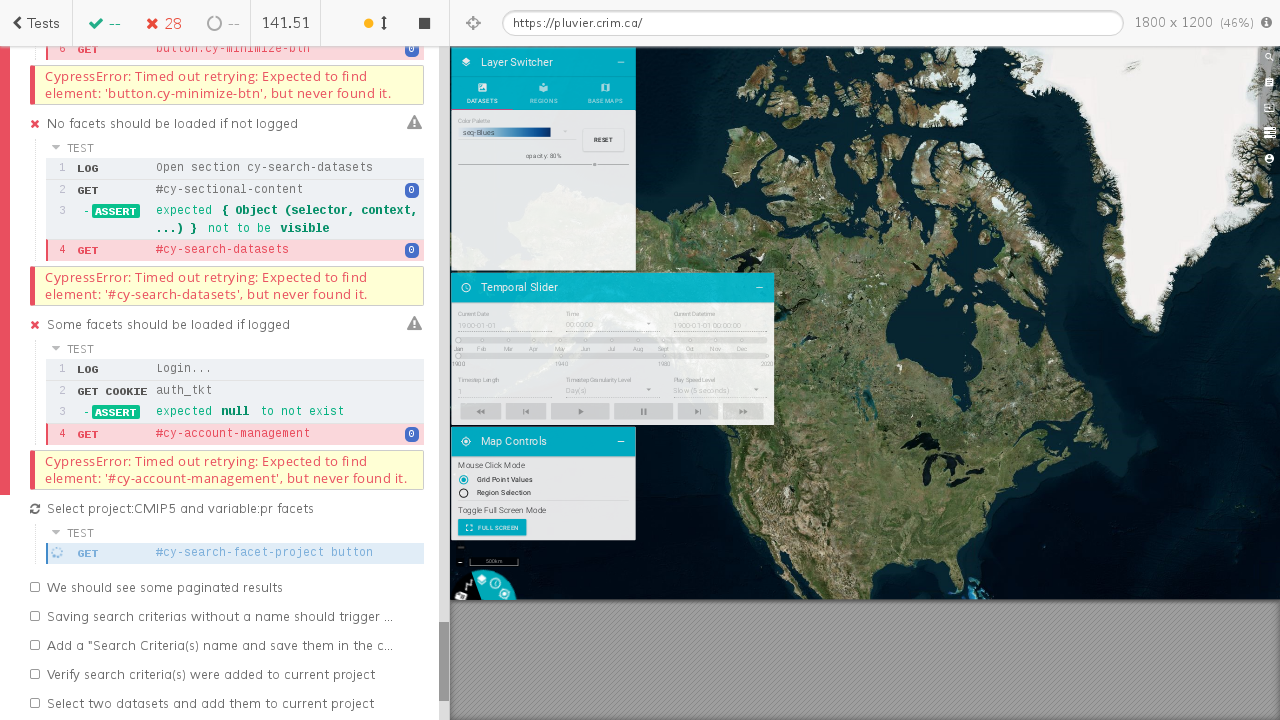 Tests
--
28
--
141.51
https://pluvier.crim.ca/
1800 x 1200 (46%)
6 GET button.cy-minimize-btn 0
CypressError: Timed out retrying: Expected to find
element: 'button.cy-minimize-btn', but never found it.
No facets should be loaded if not logged
TEST
1 LOG Open section cy-search-datasets
2 GET #cy-sectional-content 0
3 - ASSERT expected { Object (selector, context,
...) } not to be visible
4 GET #cy-search-datasets 0
CypressError: Timed out retrying: Expected to find
element: '#cy-search-datasets', but never found it.
Some facets should be loaded if logged
TEST
1 LOG Login...
2 GET COOKIE auth_tkt
3 - ASSERT expected null to not exist
4 GET #cy-account-management 0
CypressError: Timed out retrying: Expected to find
element: '#cy-account-management', but never found it.
Select project:CMIP5 and variable:pr facets
TEST
GET #cy-search-facet-project button
We should see some paginated results
Saving search criterias without a name should trigger ...
Add a "Search Criteria(s) name and save them in the c...
Verify search criteria(s) were added to current project
Select two datasets and add them to current project
Layer Switcher
DATASETS REGIONS BASE MAPS
Color Palette
seq-Blues
RESET
opacity: 80%
Temporal Slider
Current Date Time Current Datetime
1900-01-01 00:00:00 1900-01-01 00:00:00
Jan Feb Mar Apr May Jun Jul Aug Sept Oct Nov Dec
1900 1940 1980 2020
Timestep Length Timestep Granularity Level Play Speed Level
1 Day(s) Slow (5 seconds)
Map Controls
Mouse Click Mode
Grid Point Values
Region Selection
Toggle Full Screen Mode
FULL SCREEN
500km